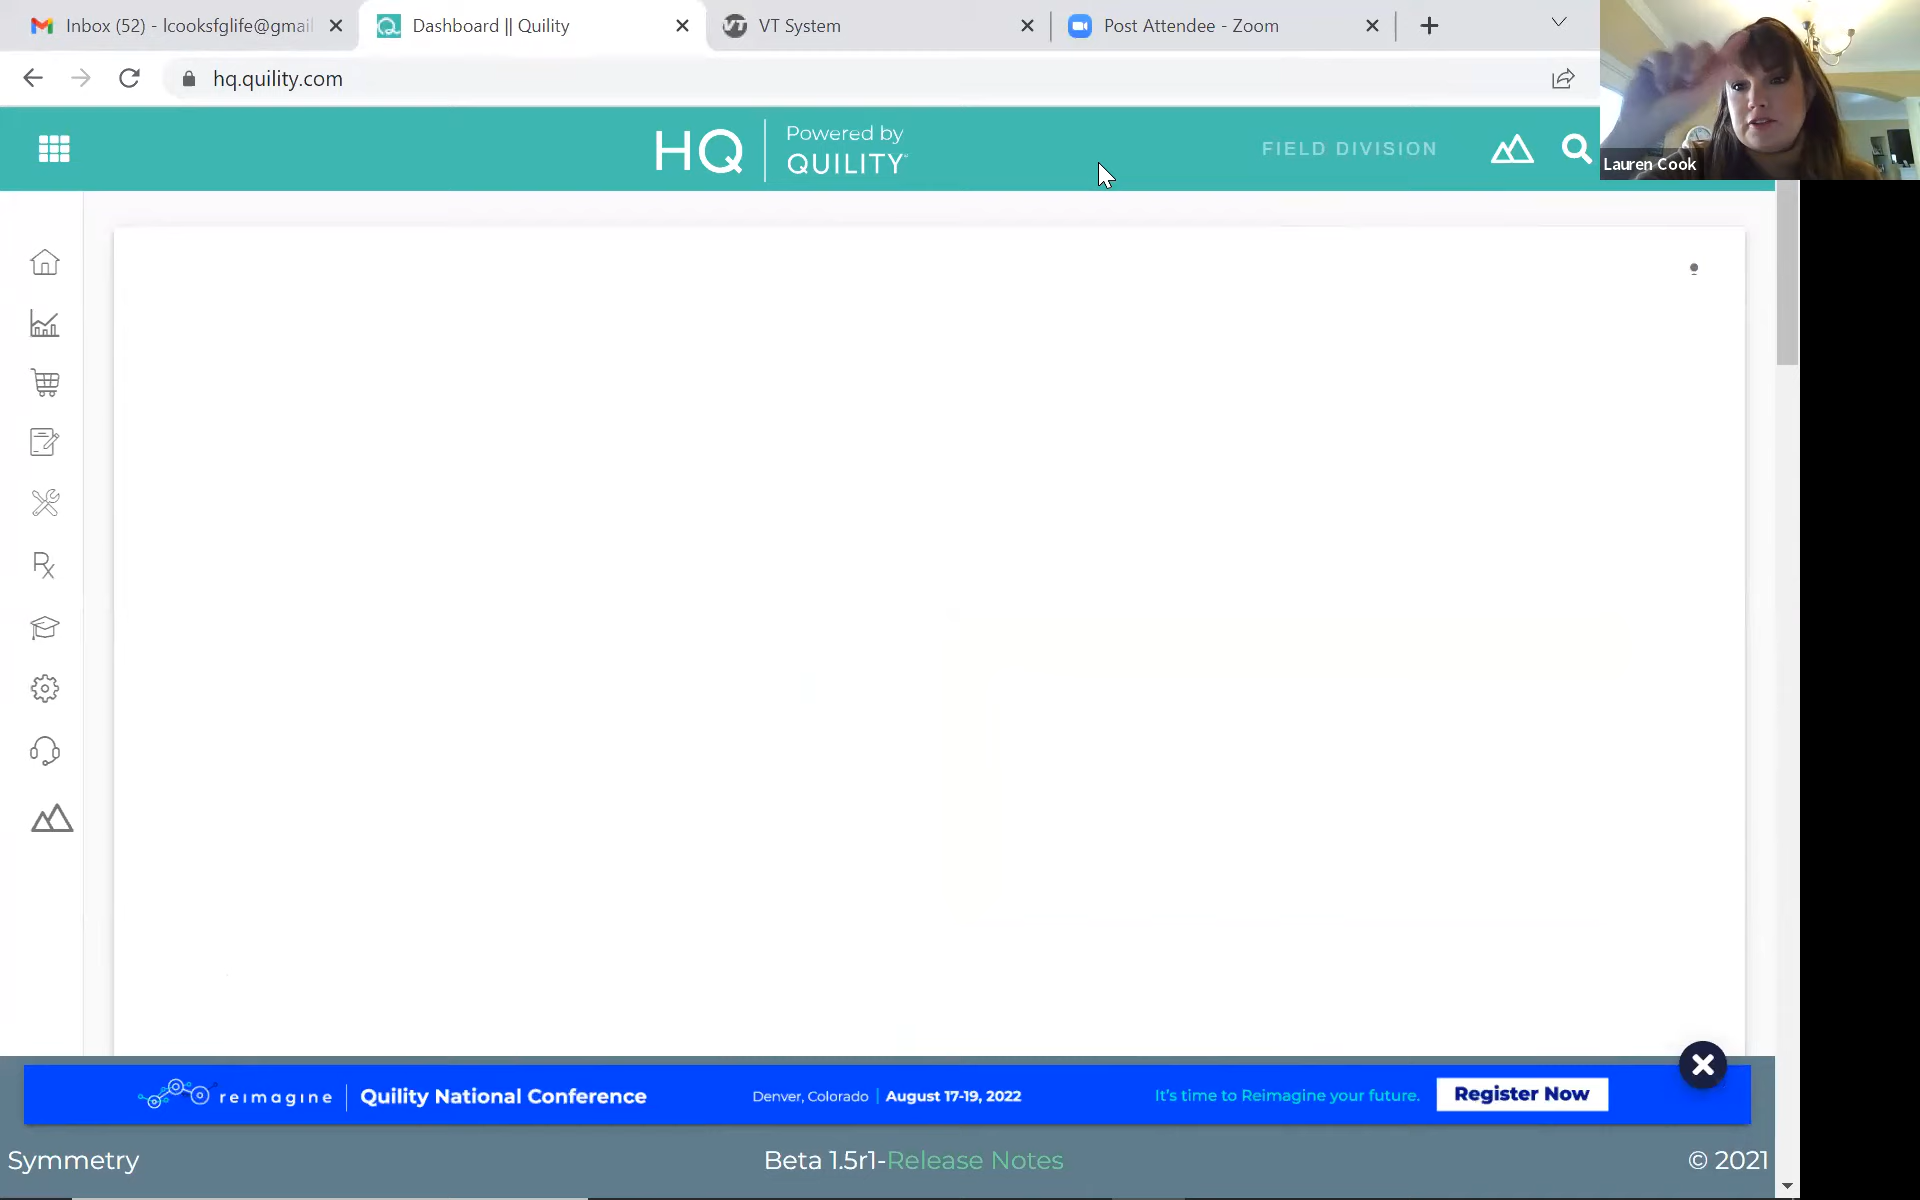 Inbox (52) - lcooksfglife@gmail
Dashboard || Quility
VT System
Post Attendee - Zoom
hq.quility.com
HQ
Powered by
QUILITY
FIELD DIVISION
Lauren Cook
Rx
reimagine
Quility National Conference
Denver, Colorado | August 17-19, 2022
It's time to Reimagine your future.
Register Now
Symmetry
Beta 1.5r1-Release Notes
© 2021